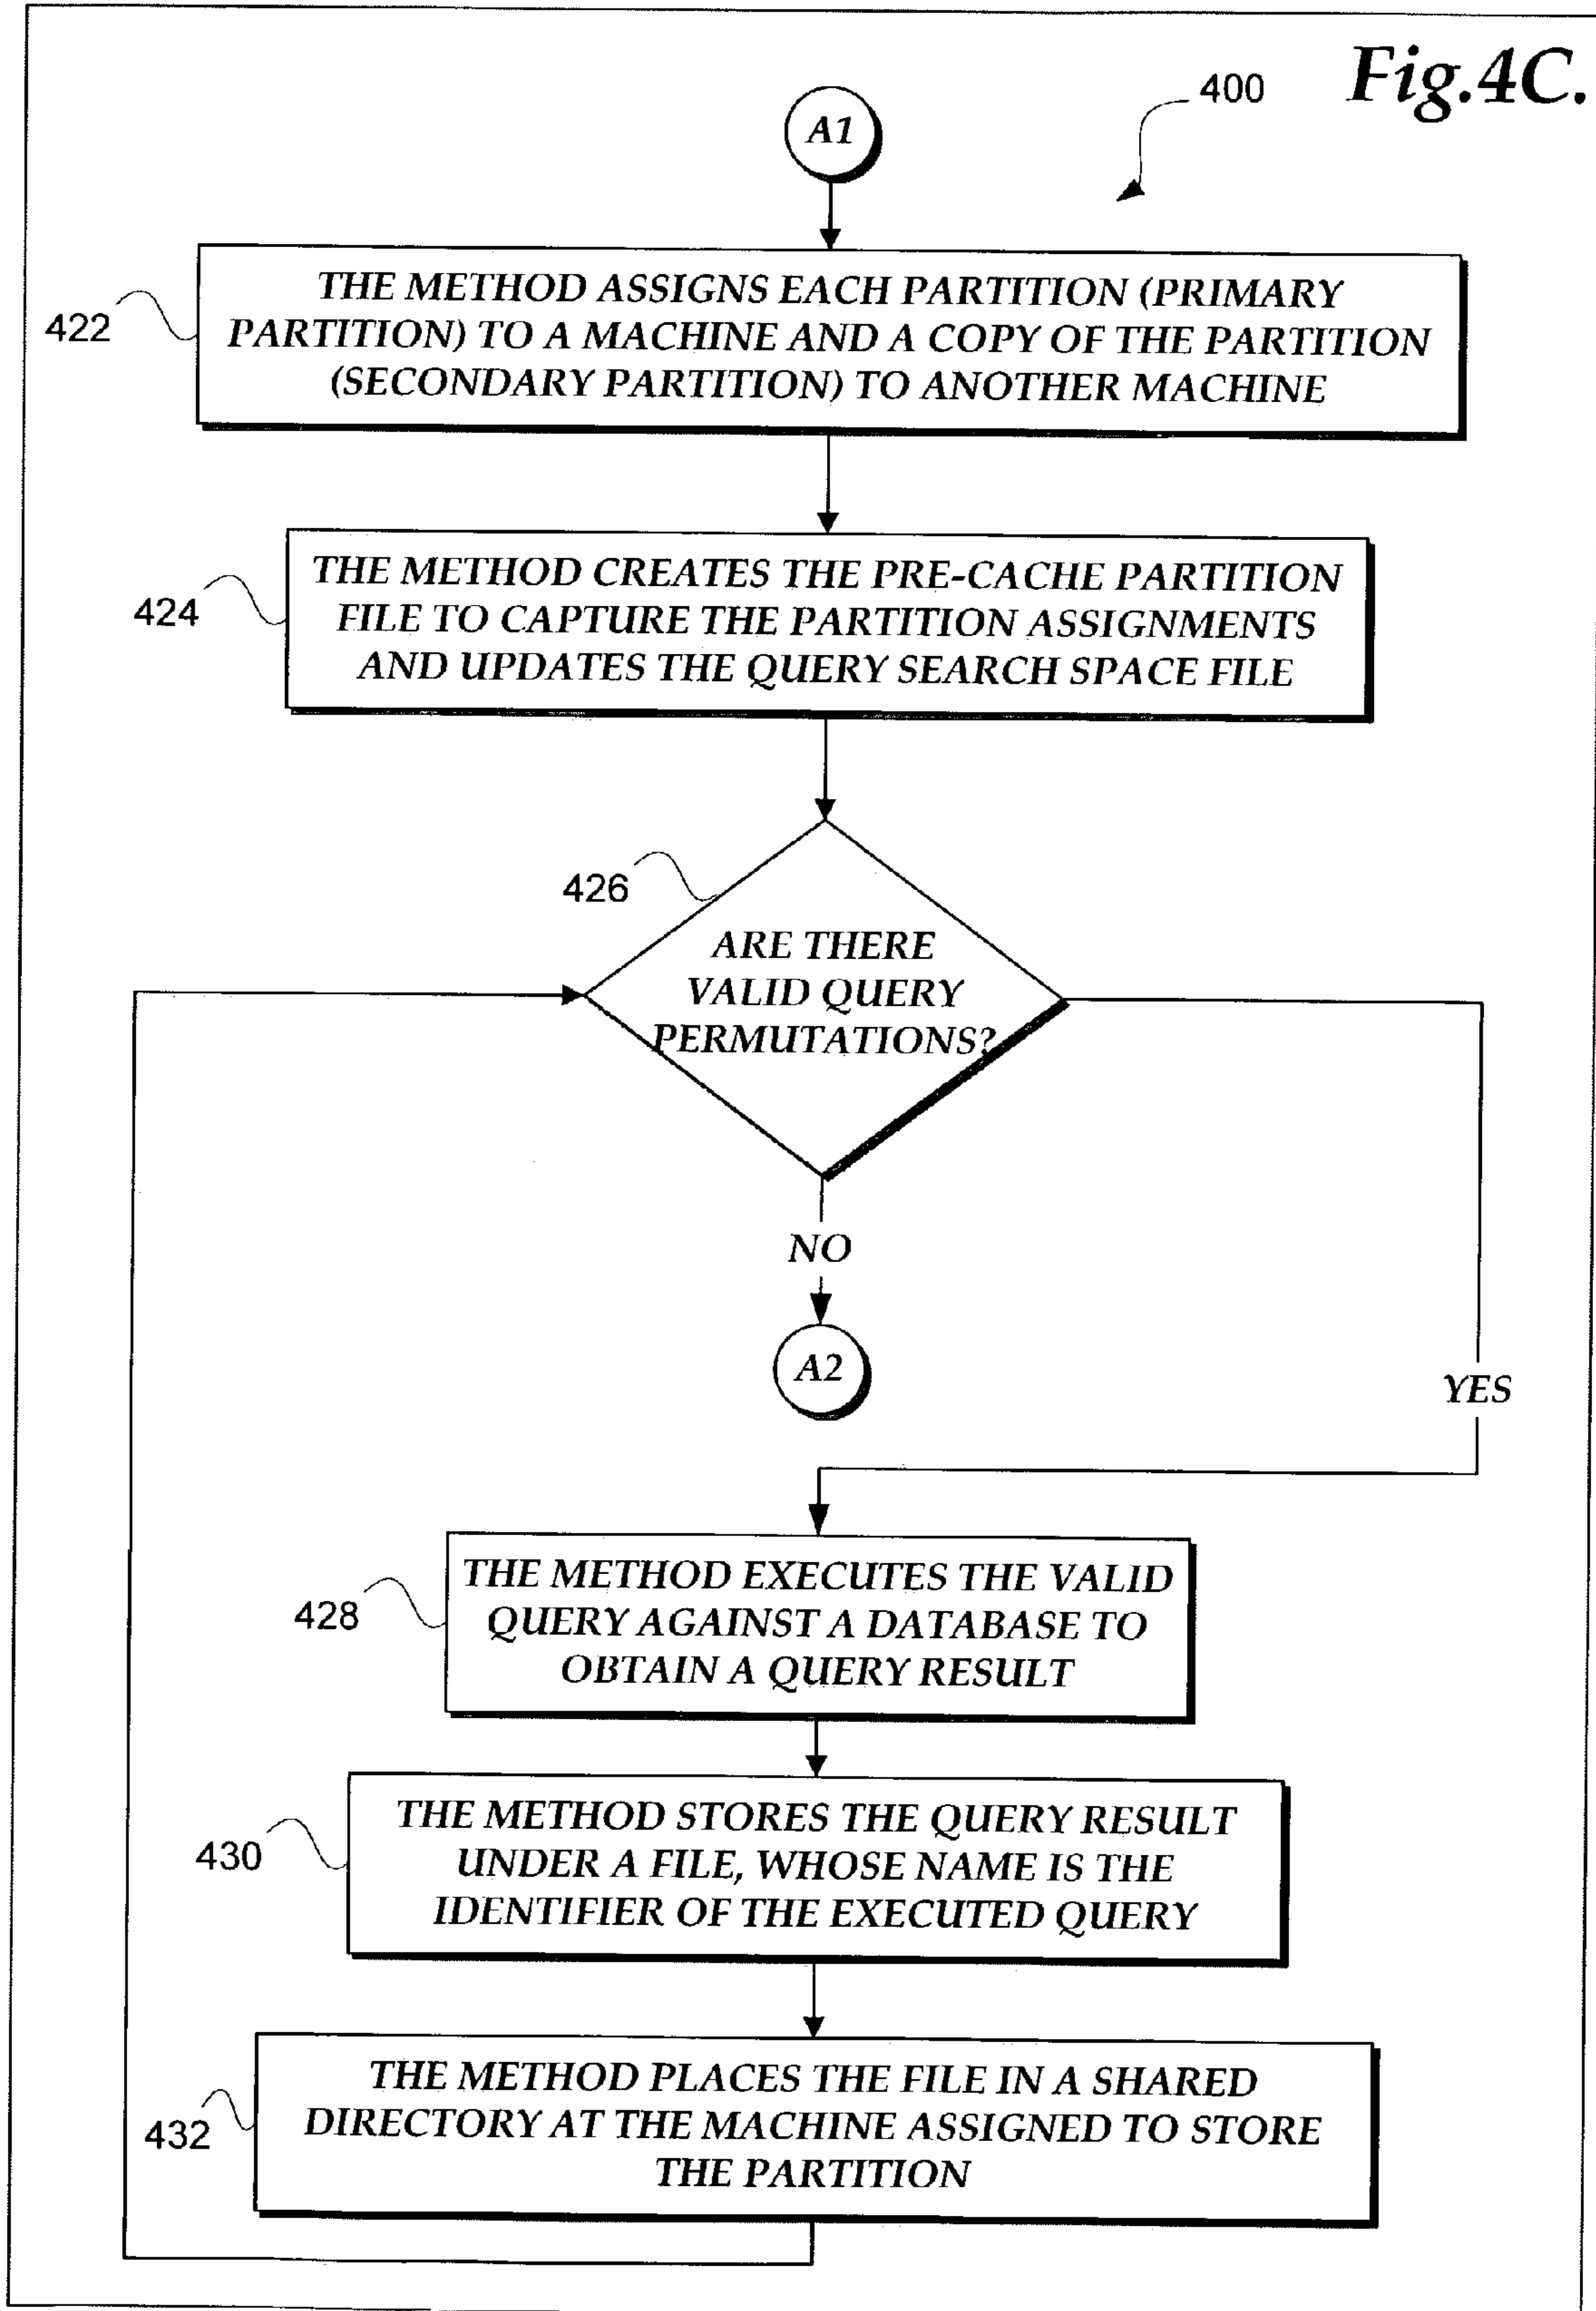 Fig.4C.
400
A1
422
THE METHOD ASSIGNS EACH PARTITION (PRIMARY
PARTITION) TO A MACHINE AND A COPY OF THE PARTITION
(SECONDARY PARTITION) TO ANOTHER MACHINE
424
THE METHOD CREATES THE PRE-CACHE PARTITION
FILE TO CAPTURE THE PARTITION ASSIGNMENTS
AND UPDATES THE QUERY SEARCH SPACE FILE
426
ARE THERE
VALID QUERY
PERMUTATIONS?
NO
A2
YES
428
THE METHOD EXECUTES THE VALID
QUERY AGAINST A DATABASE TO
OBTAIN A QUERY RESULT
430
THE METHOD STORES THE QUERY RESULT
UNDER A FILE, WHOSE NAME IS THE
IDENTIFIER OF THE EXECUTED QUERY
432
THE METHOD PLACES THE FILE IN A SHARED
DIRECTORY AT THE MACHINE ASSIGNED TO STORE
THE PARTITION